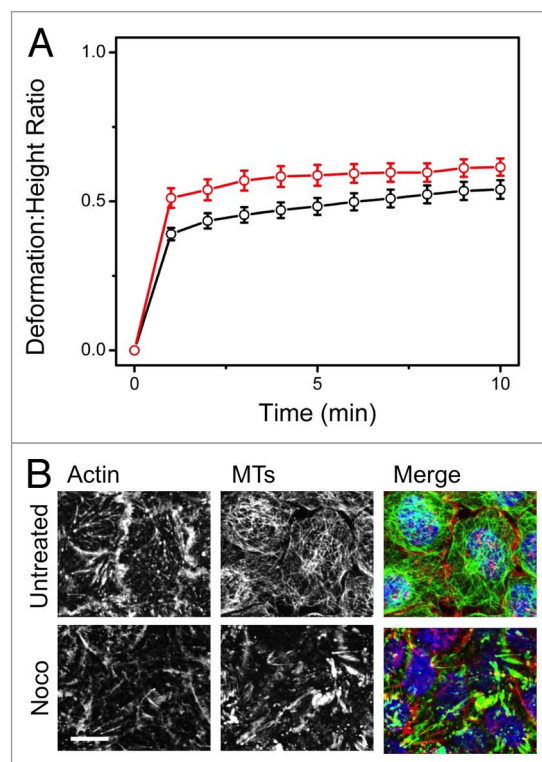 A
1.0
0.5
0.0
Deformation:Height Ratio
0
5
10
Time (min)
B
Actin
MTs
Merge
Untreated
Noco